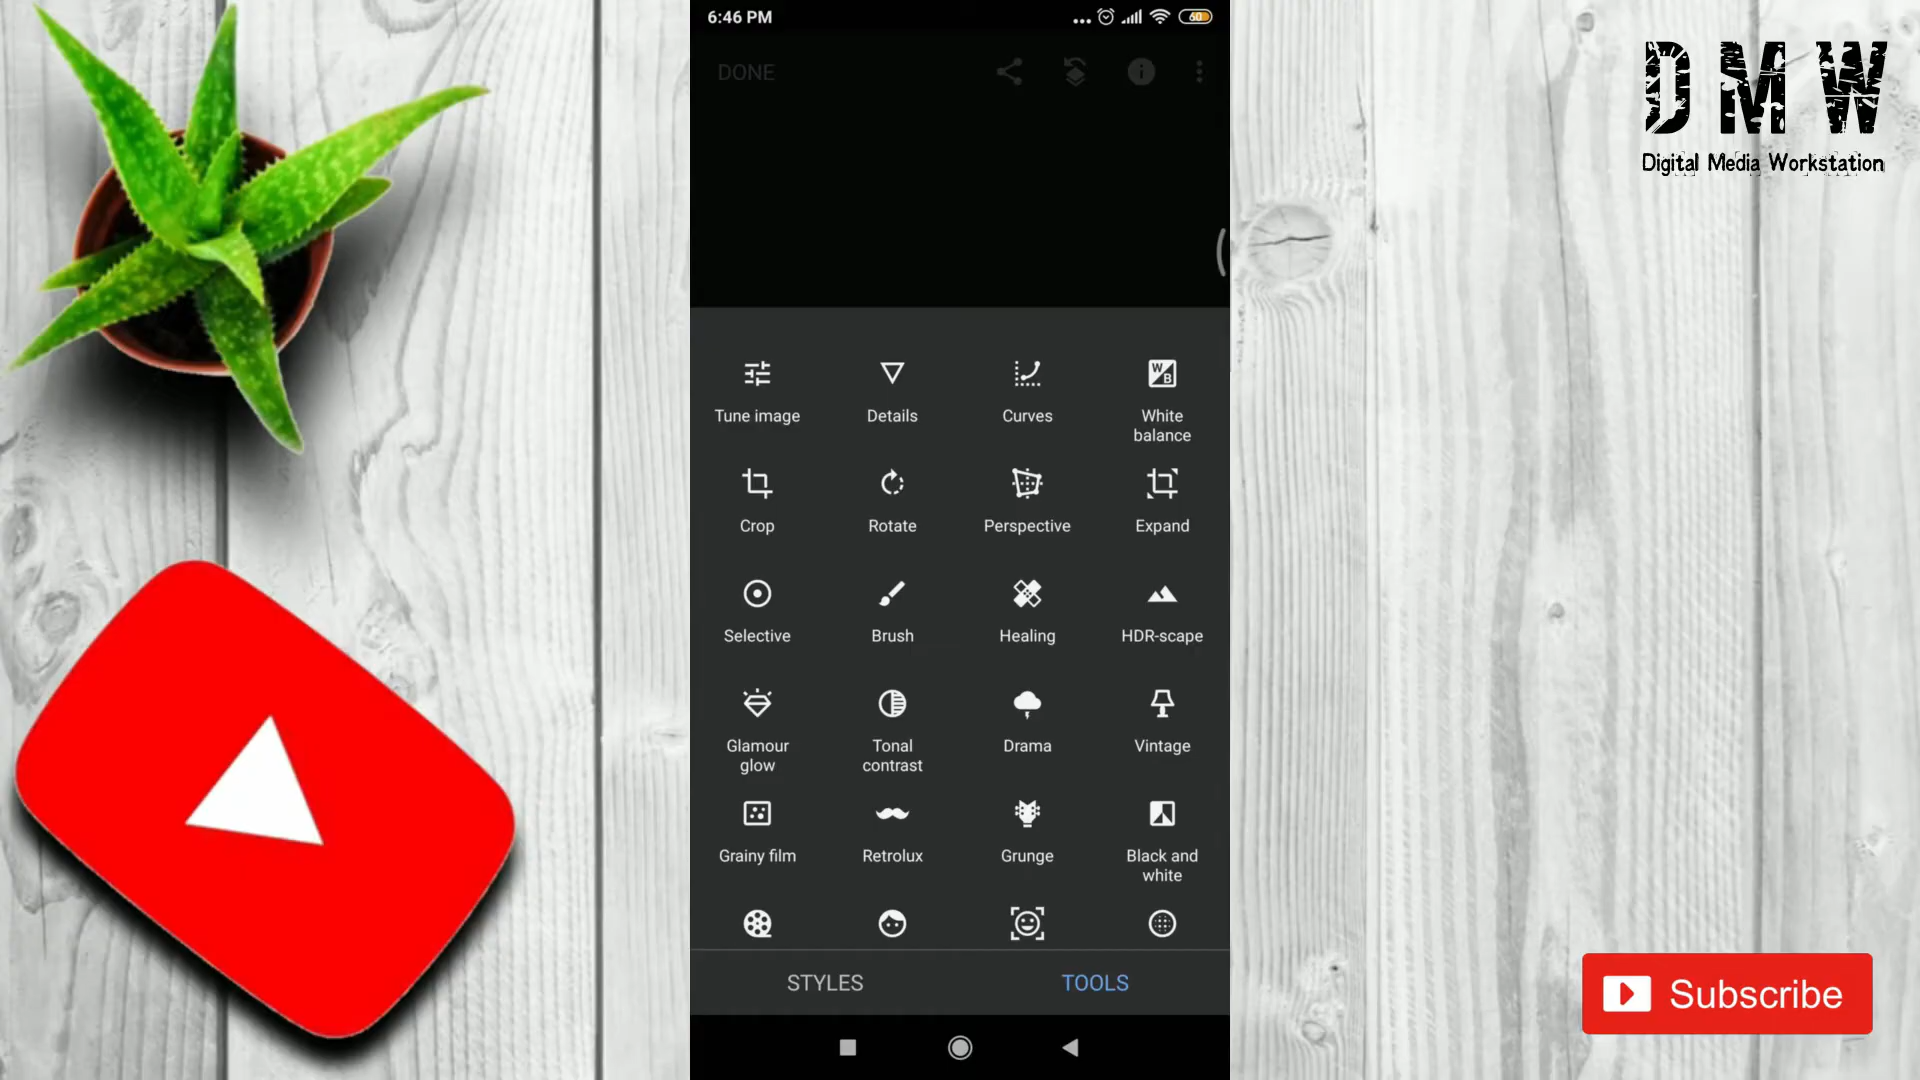 6:46 PM
60
DONE
Tune image
Details
Curves
W
B
White
balance
Crop
Rotate
Perspective
Expand
Selective
Brush
Healing
HDR-scape
Glamour
glow
Tonal
contrast
Drama
Vintage
Grainy film
Retrolux
Grunge
Black and
white
STYLES
TOOLS
DMW
Digital Media Workstation
Subscribe